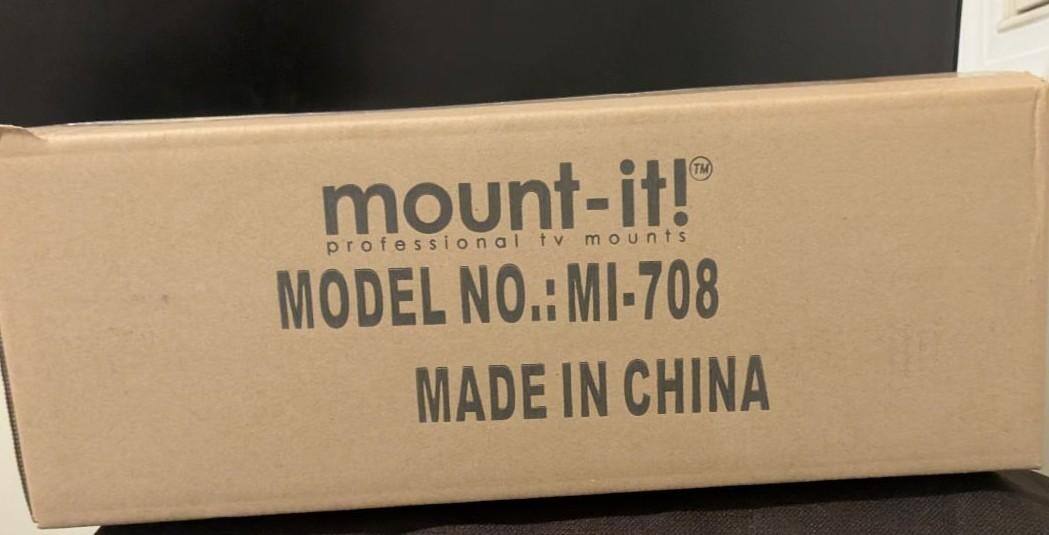 mount-it! TM
professional tv mounts
MODEL NO.: MI-708
MADE IN CHINA